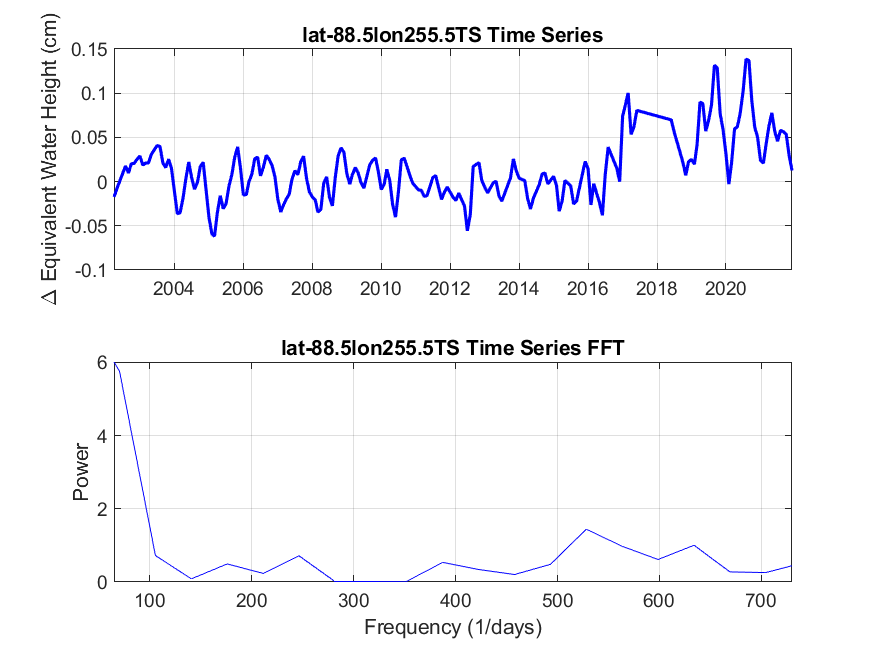 lat-88.5lon255.5TS Time Series
Δ Equivalent Water Height (cm)
0.15
0.1
0.05
0
-0.05
-0.1
2004 2006 2008 2010 2012 2014 2016 2018 2020
lat-88.5lon255.5TS Time Series FFT
Power
6
4
2
0
100 200 300 400 500 600 700
Frequency (1/days)